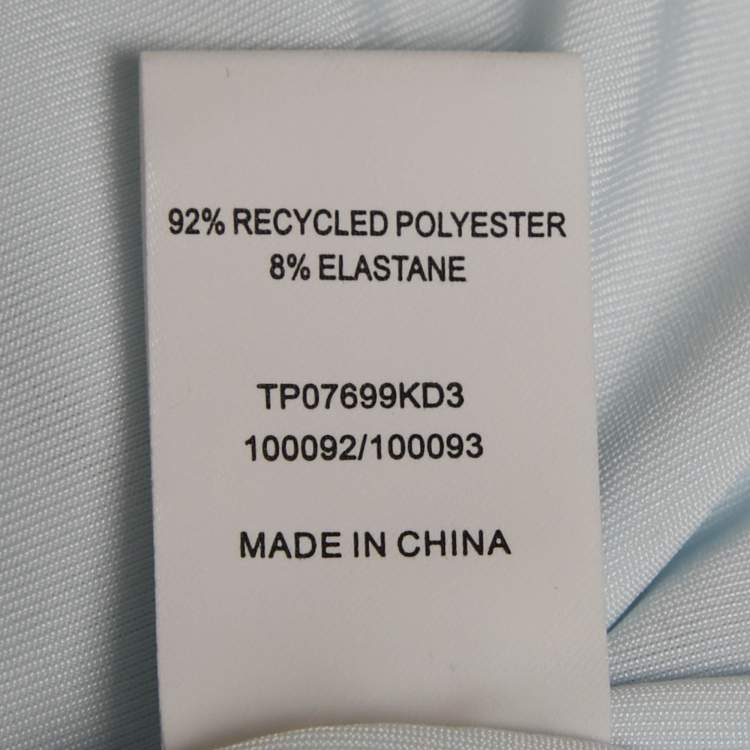 92% RECYCLED POLYESTER
8% ELASTANE
TP07699KD3
100092/100093
MADE IN CHINA